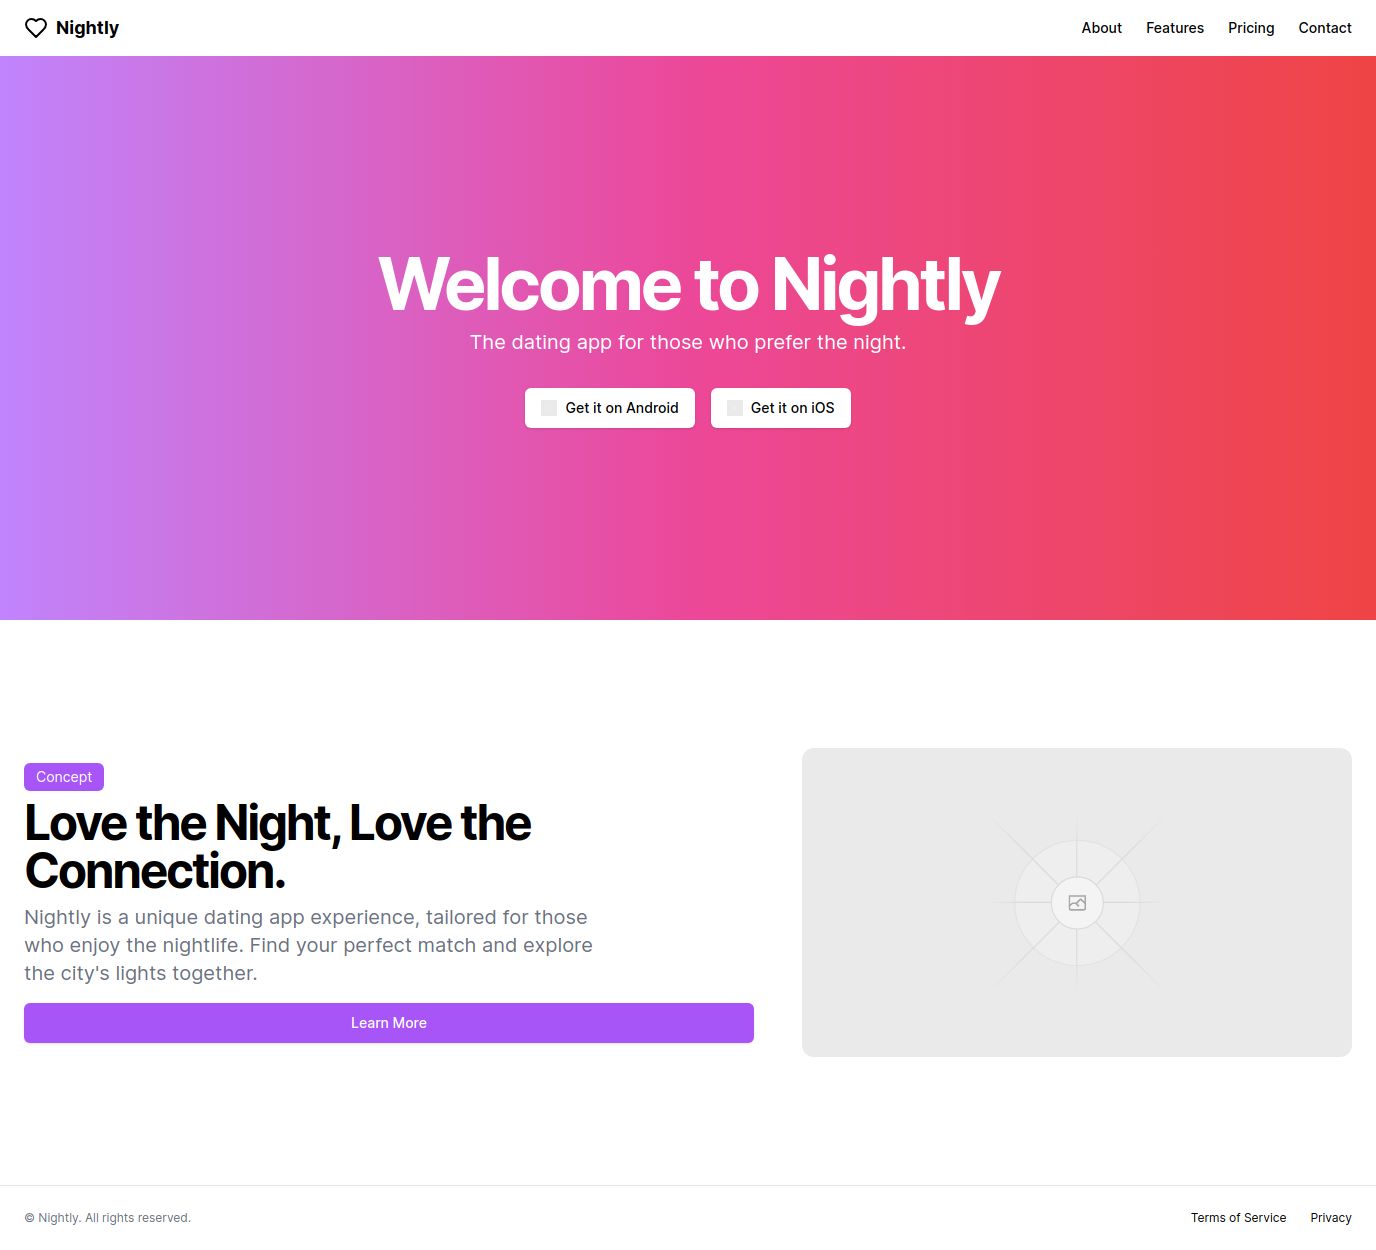 Nightly
About Features Pricing Contact
Welcome to Nightly
The dating app for those who prefer the night.
Get it on Android
Get it on iOS
Concept
Love the Night, Love the
Connection.
Nightly is a unique dating app experience, tailored for those
who enjoy the nightlife. Find your perfect match and explore
the city's lights together.
Learn More
© Nightly. All rights reserved.
Terms of Service Privacy